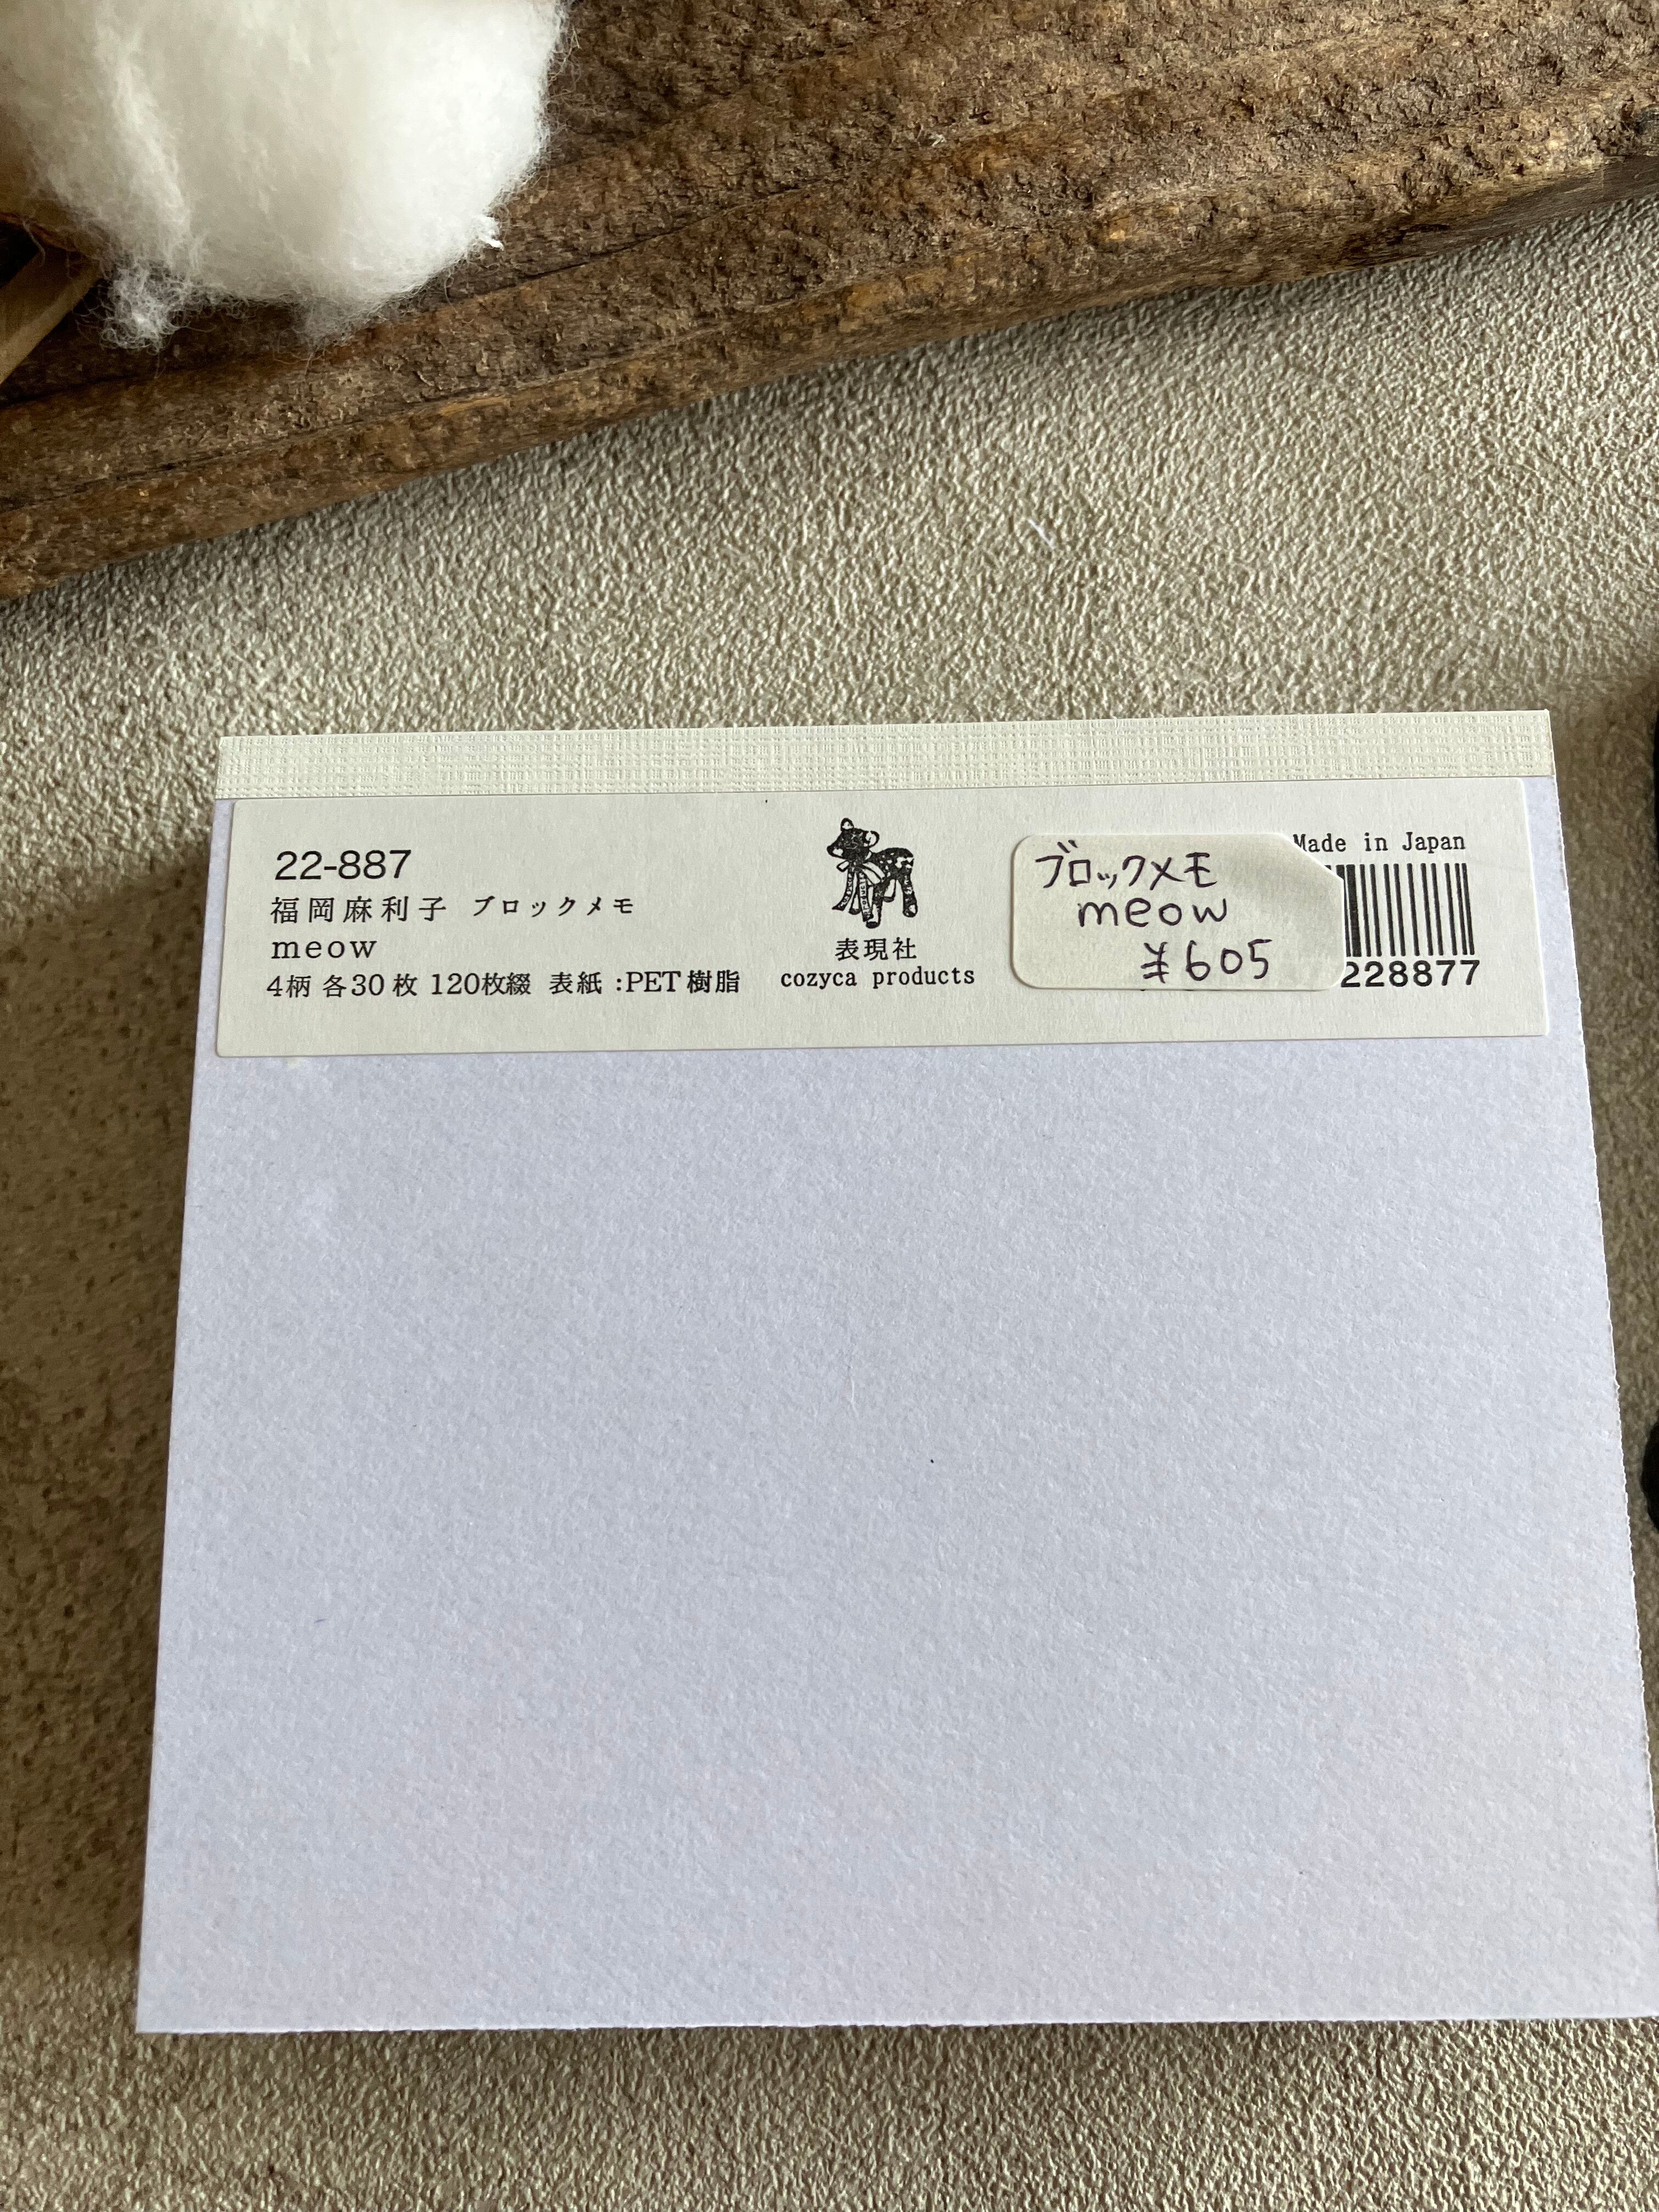 22-887
福岡麻利子 ブロックメモ
meow
4柄 各30枚 120枚綴 表紙:PET樹脂
表現社
cozyca products
ブロックメモ
meow
¥605
Made in Japan
228877